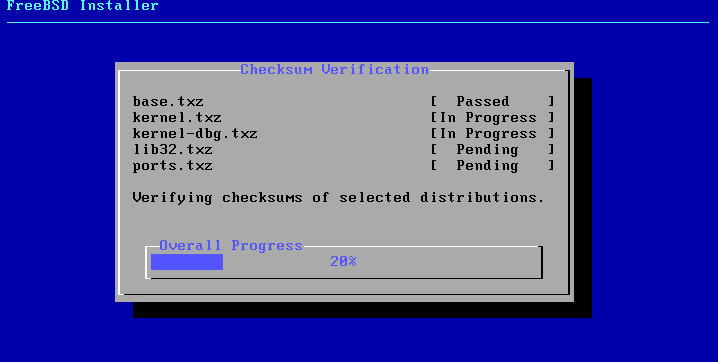 FreeBSD Installer
Checksum Verification
base.txz [ Passed ]
kernel.txz [In Progress ]
kernel-dbg.txz [In Progress ]
lib32.txz [ Pending ]
ports.txz [ Pending ]
Verifying checksums of selected distributions.
Overall Progress
20%